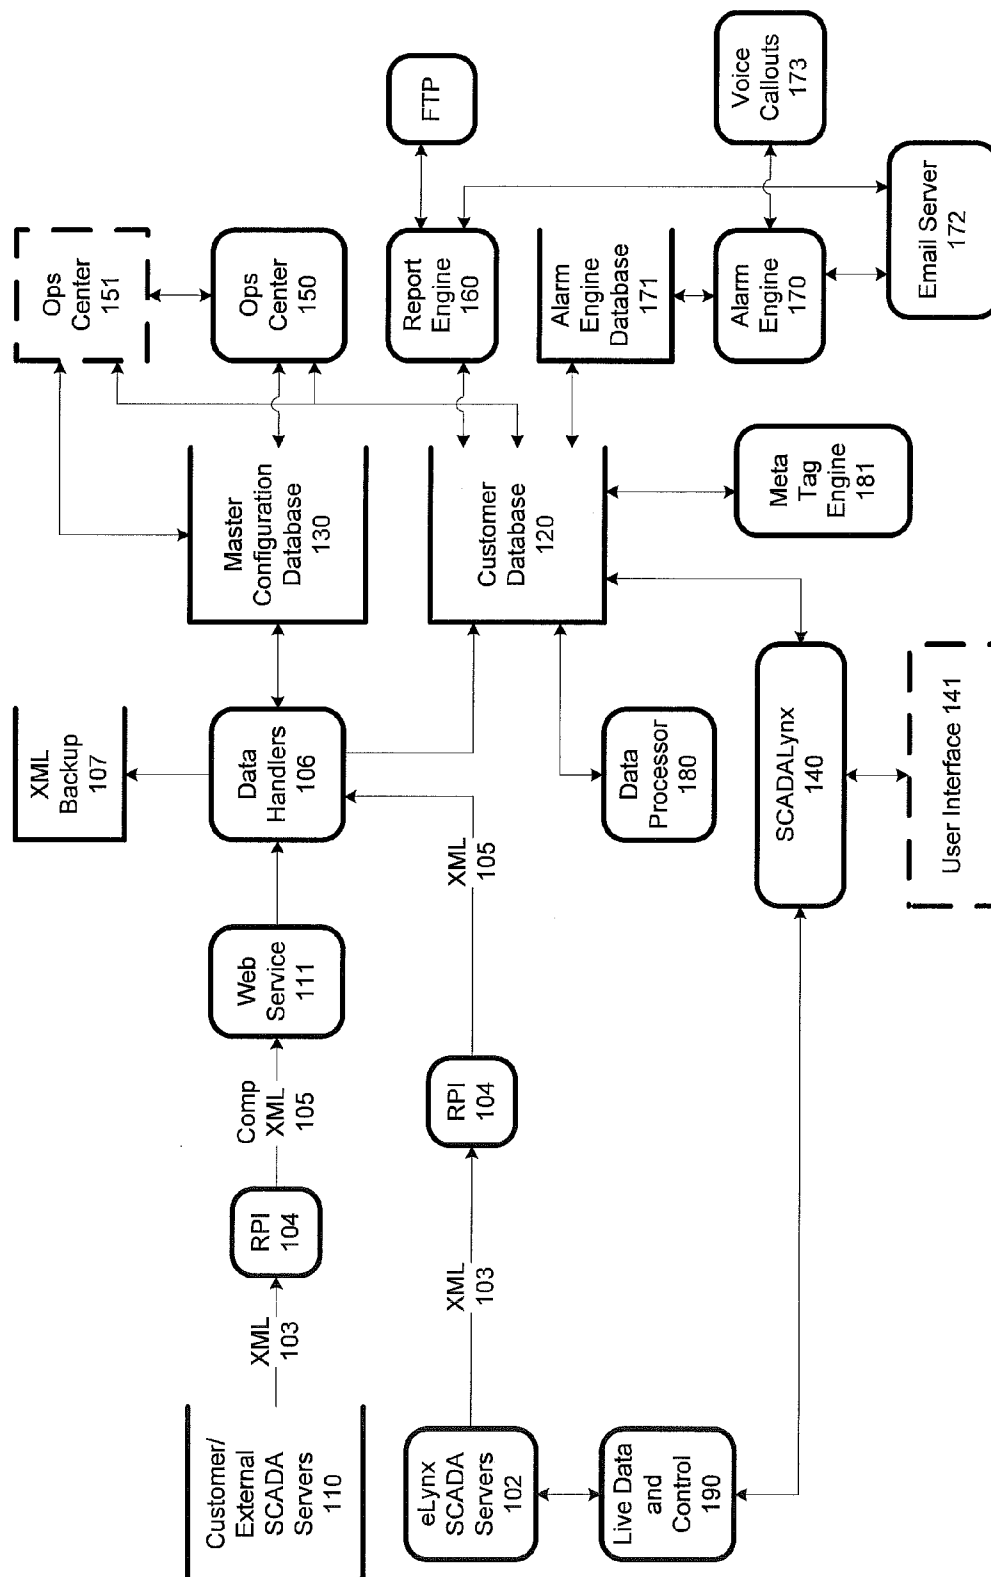 XML
Backup
107
Ops
Center
151
Customer/
External
SCADA
Servers
110
XML
103
RPI
104
Comp
XML
105
Web
Service
111
Data
Handlers
106
Master
Configuration
Database
130
Ops
Center
150
eLynx
SCADA
Servers
102
XML
103
RPI
104
XML
105
Customer
Database
120
Report
Engine
160
FTP
Live Data
and
Control
190
Data
Processor
180
Alarm
Engine
Database
171
SCADALynx
140
Meta
Tag
Engine
181
Alarm
Engine
170
Voice
Callouts
173
User Interface 141
Email Server
172